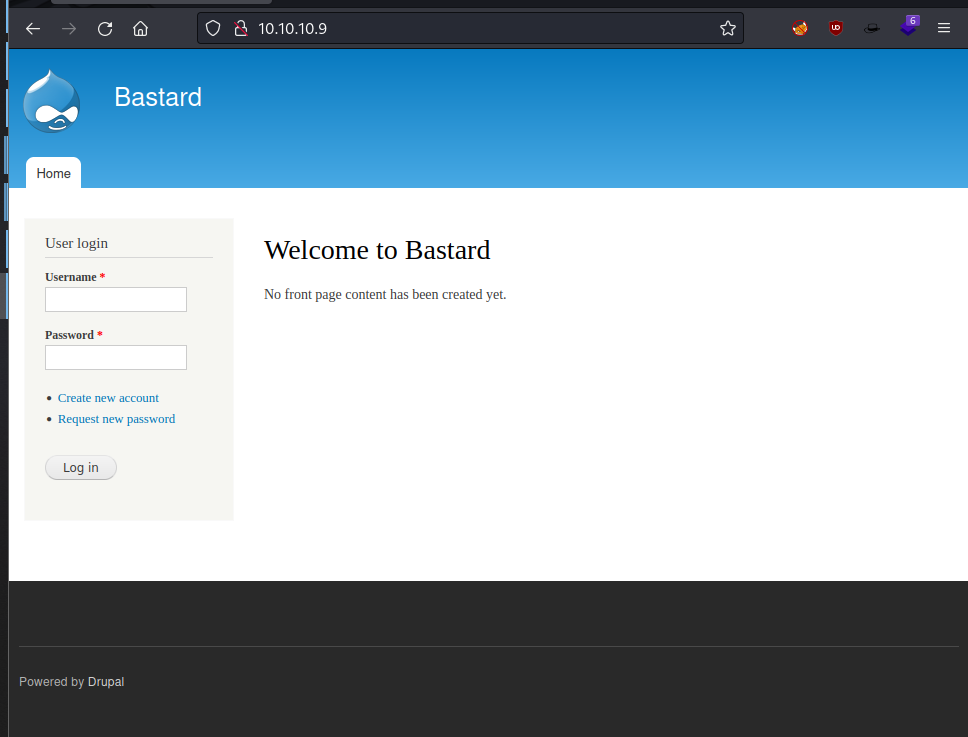 10.10.10.9
6
Bastard
Home
User login
Username *
Password *
Create new account
Request new password
Log in
Welcome to Bastard
No front page content has been created yet.
Powered by Drupal